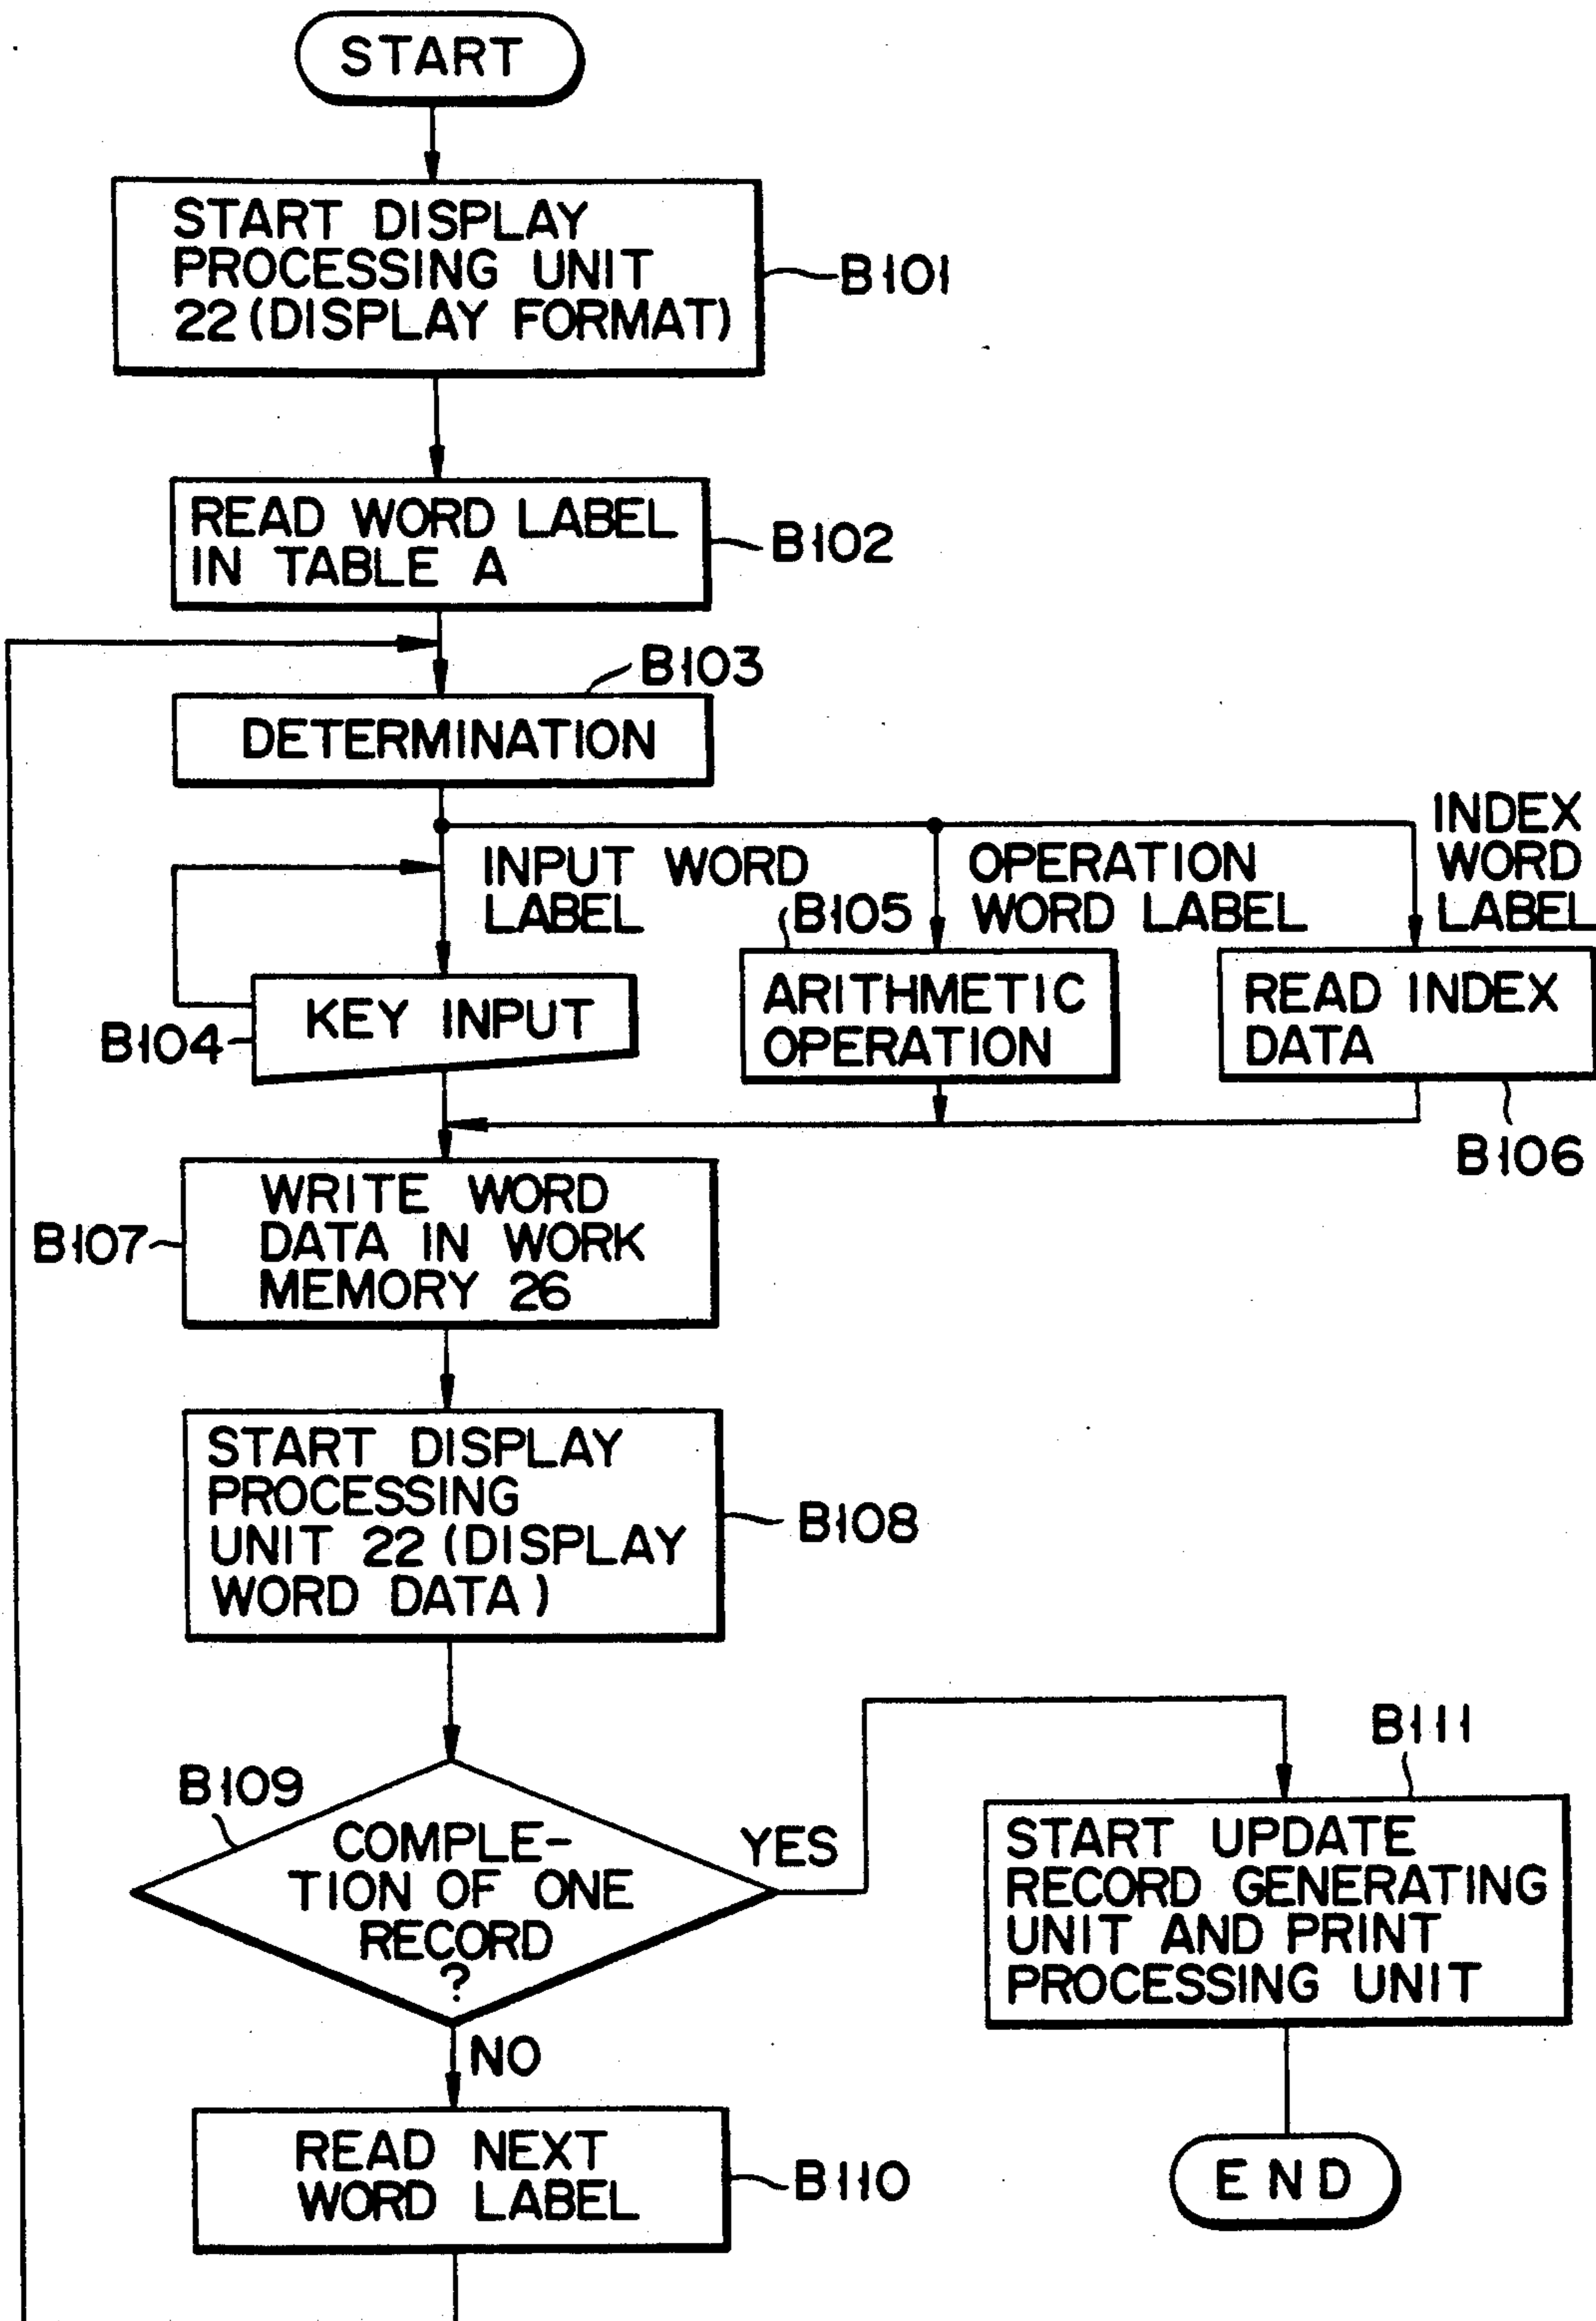 START
START DISPLAY
PROCESSING UNIT
22 (DISPLAY FORMAT)
B101
READ WORD LABEL
IN TABLE A
B102
B103
DETERMINATION
INPUT WORD
LABEL
OPERATION
WORD LABEL
INDEX
WORD
LABEL
B104
KEY INPUT
B105
ARITHMETIC
OPERATION
READ INDEX
DATA
B106
B107
WRITE WORD
DATA IN WORK
MEMORY 26
START DISPLAY
PROCESSING
UNIT 22 (DISPLAY
WORD DATA)
B108
B109
COMPLE-
TION OF ONE
RECORD
?
YES
NO
B111
START UPDATE
RECORD GENERATING
UNIT AND PRINT
PROCESSING UNIT
READ NEXT
WORD LABEL
B110
END